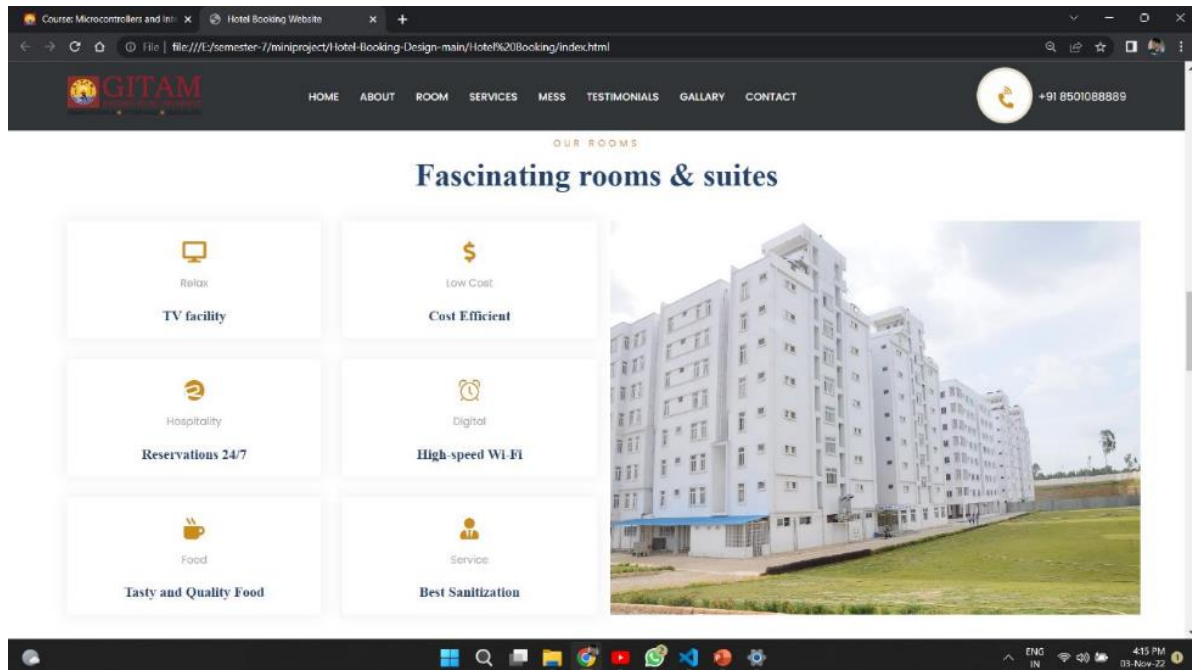 Course: Microcontrollers and Int
Hotel Booking Website
File | file:///E:/semester-7/miniproject/Hotel-Booking-Design-main/Hotel%20Booking/index.html
GITAM
HOME ABOUT ROOM SERVICES MESS TESTIMONIALS GALLARY CONTACT
+91 8501088889
OUR ROOMS
Fascinating rooms & suites
Relax
TV facility
$
Low Cost
Cost Efficient
Hospitality
Reservations 24/7
Digital
High-speed Wi-Fi
Food
Tasty and Quality Food
Service
Best Sanitization
ENG
IN
4:15 PM
03-Nov-22